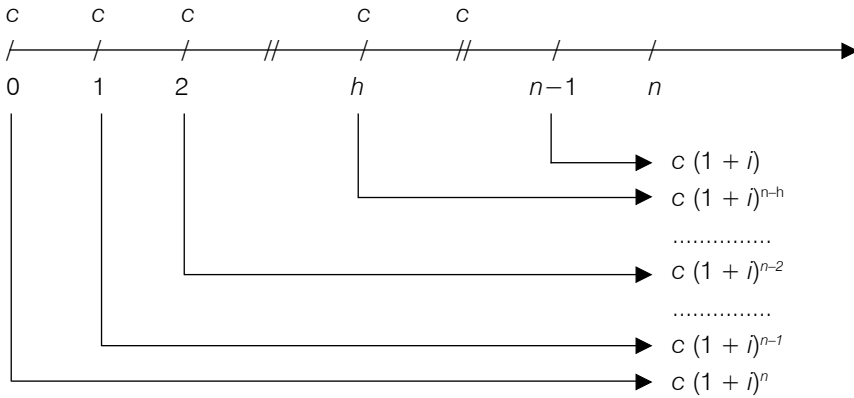 c c c c c
0 1 2 h n−1 n
c (1 + i)
c (1 + i)ⁿ⁻ʰ
...............
c (1 + i)ⁿ⁻²
...............
c (1 + i)ⁿ⁻¹
c (1 + i)ⁿ